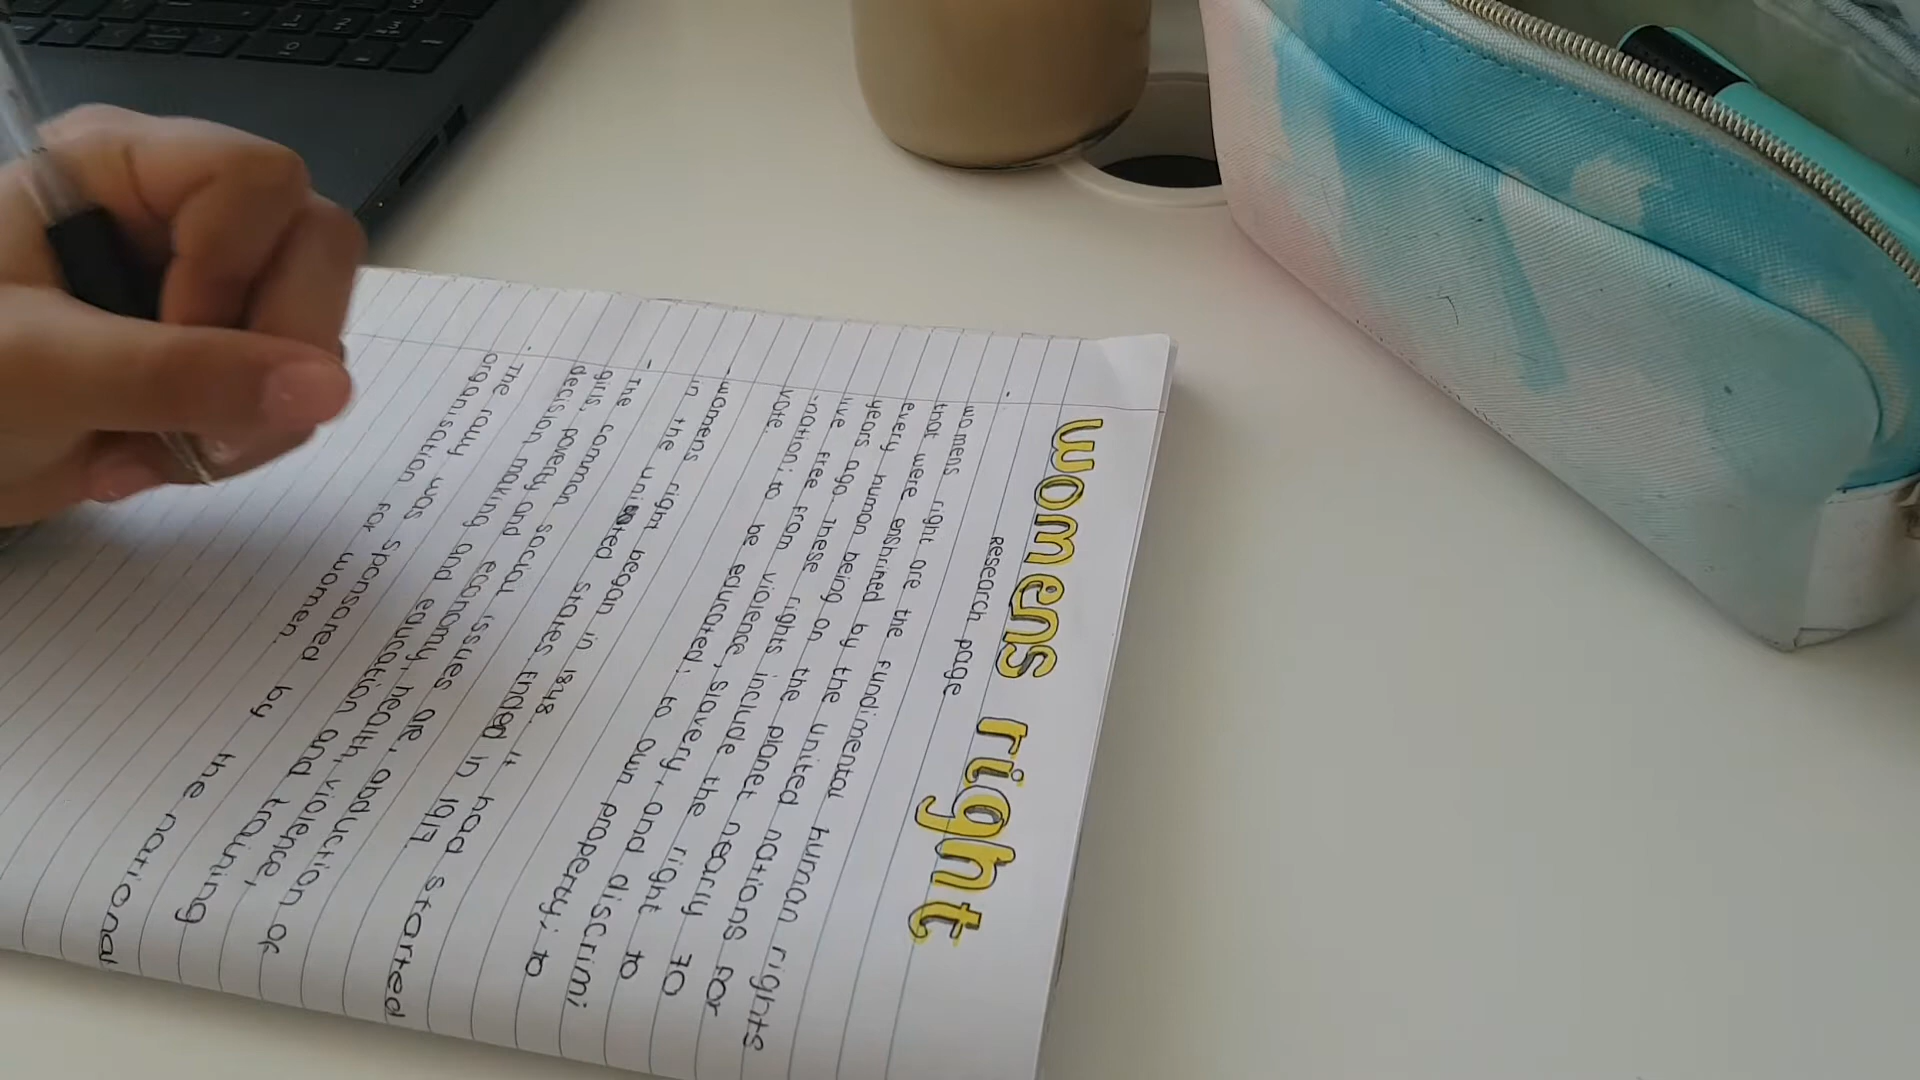 womens right
Research page
womens right are the fundimental human rights
that were enshrined by the united nations for
every human being on the planet nearly 70
years ago. These rights include the right to
live free from violence, slavery, and discrimi
-nation; to be educated; to own property; to
vote.
- womens right began in 1848. It had started
in the united states. Ended in 1917.
- The common social issues are, abduction of
girls, poverty and economy, health, violence,
decision making and education and training
- The rally was sponsored by the national
organisation for women.